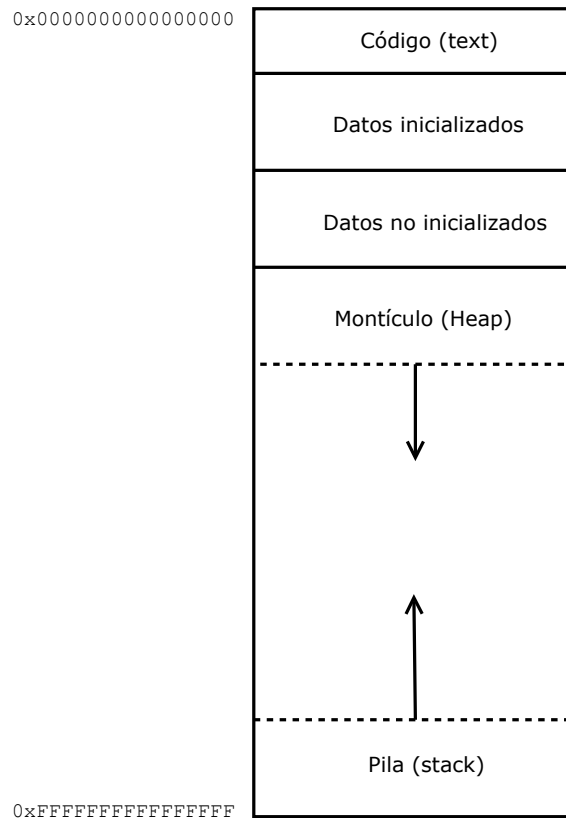 0x0000000000000000
Código (text)
Datos inicializados
Datos no inicializados
Montículo (Heap)
Pila (stack)
0xFFFFFFFFFFFFFFFF